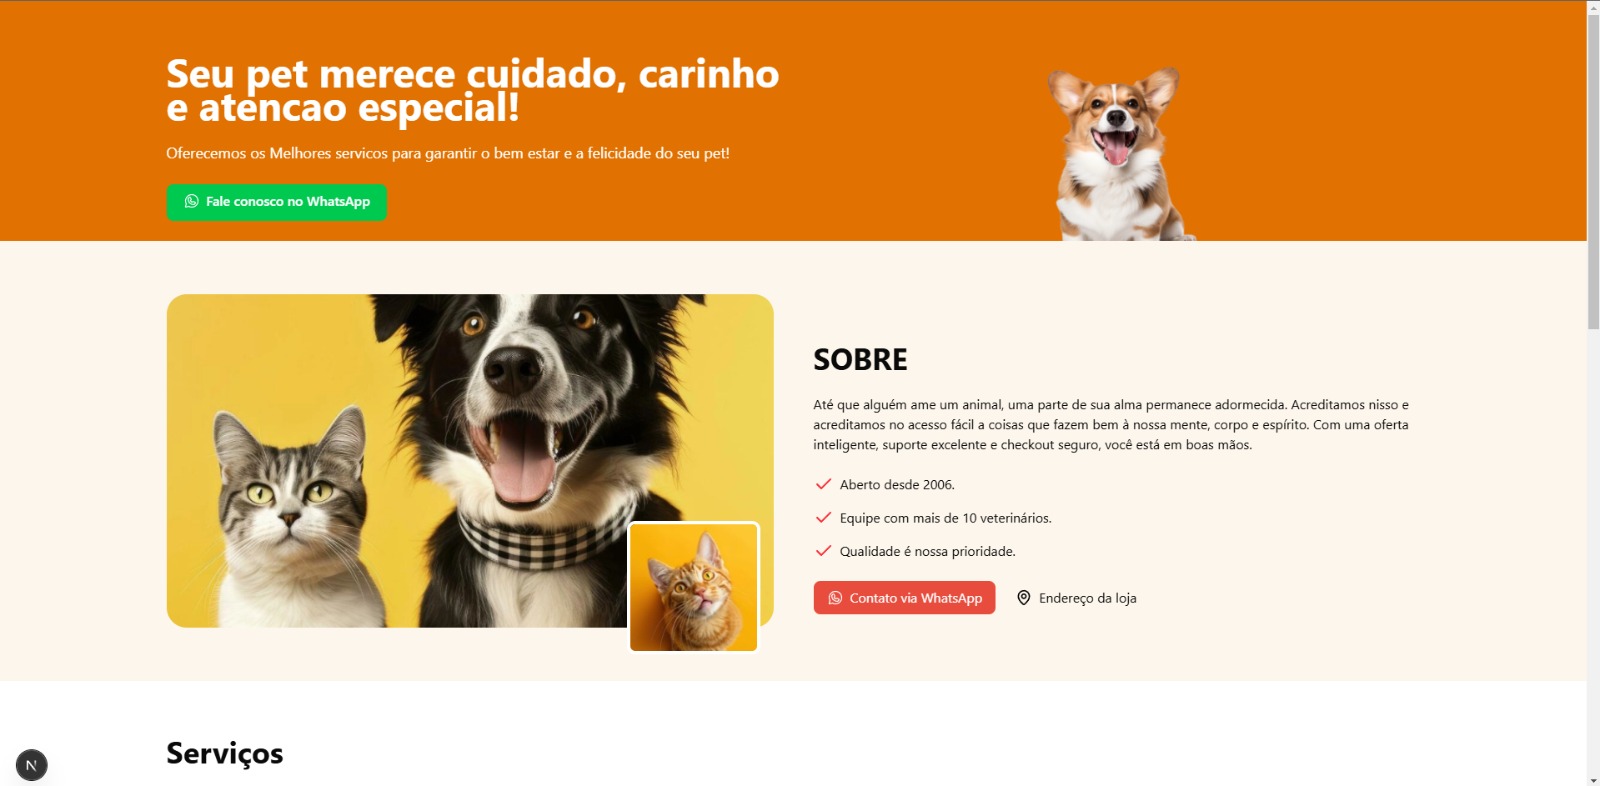 Seu pet merece cuidado, carinho
e atencao especial!
Oferecemos os Melhores servicos para garantir o bem estar e a felicidade do seu pet!
Fale conosco no WhatsApp
SOBRE
Até que alguém ame um animal, uma parte de sua alma permanece adormecida. Acreditamos nisso e
acreditamos no acesso fácil a coisas que fazem bem à nossa mente, corpo e espírito. Com uma oferta
inteligente, suporte excelente e checkout seguro, você está em boas mãos.
Aberto desde 2006.
Equipe com mais de 10 veterinários.
Qualidade é nossa prioridade.
Contato via WhatsApp
Endereço da loja
Serviços
N